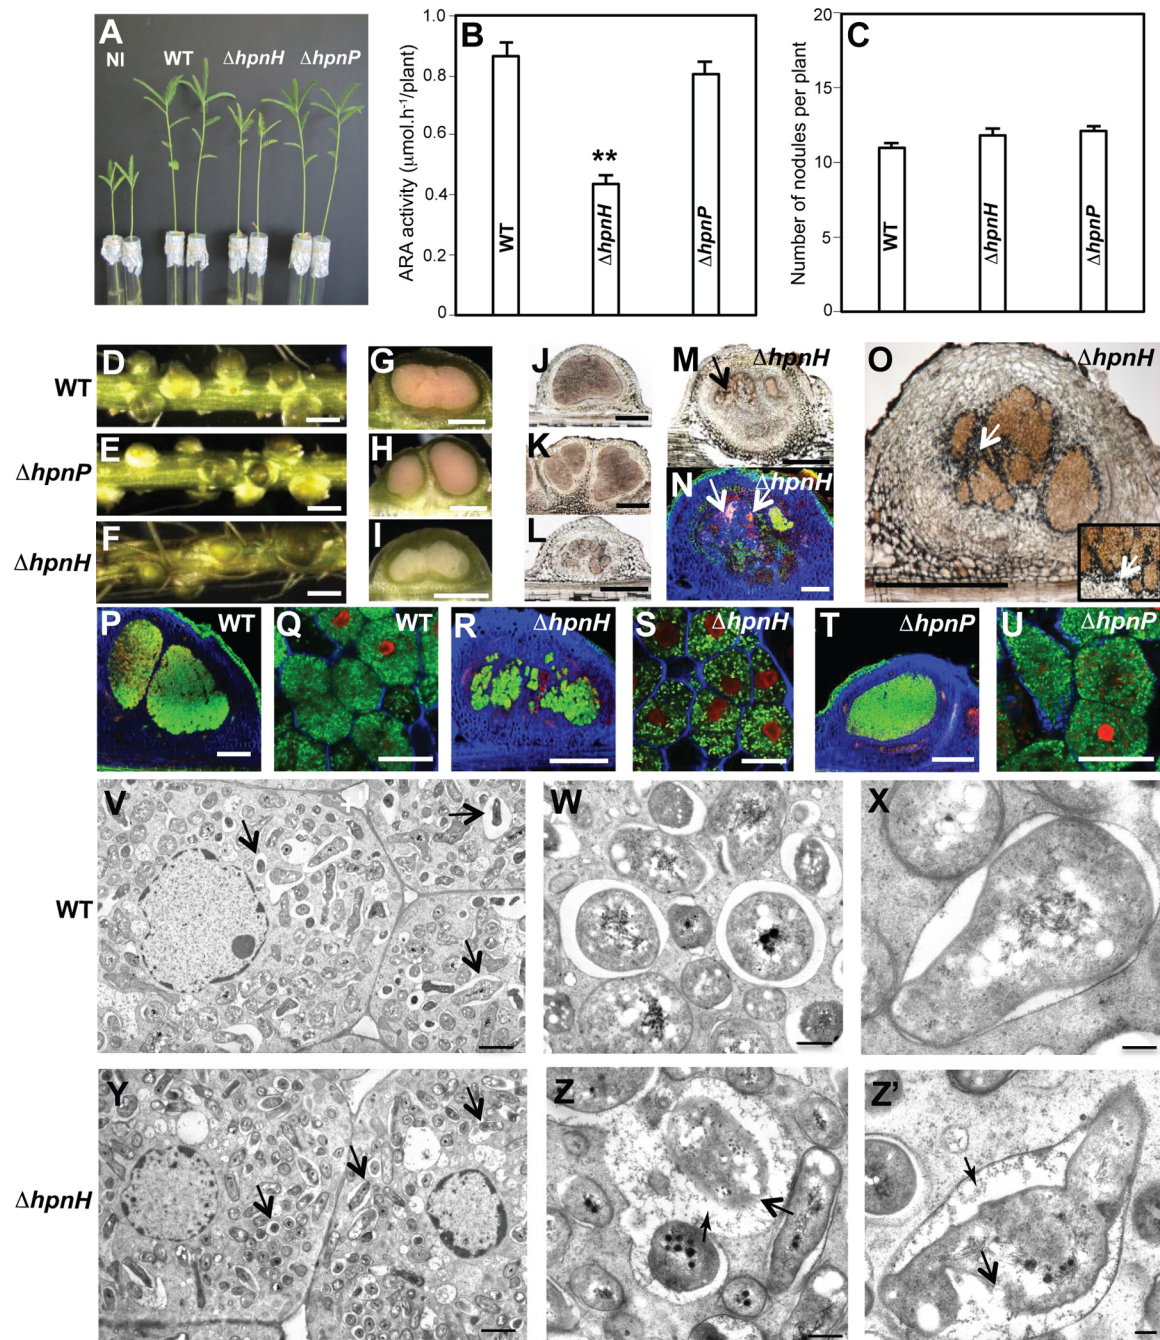 A
NI WT ΔhpnH ΔhpnP
B
ARA activity (μmol.h⁻¹/plant)
1.0
0.8
0.6
0.4
0.2
0
**
WT
ΔhpnH
ΔhpnP
C
Number of nodules per plant
20
15
10
5
0
WT
ΔhpnH
ΔhpnP
WT
ΔhpnP
ΔhpnH
D
E
F
G
H
I
J
K
L
M ΔhpnH
N ΔhpnH
O ΔhpnH
P WT
Q WT
R ΔhpnH
S ΔhpnH
T ΔhpnP
U ΔhpnP
WT
V
W
X
ΔhpnH
Y
Z
Z'